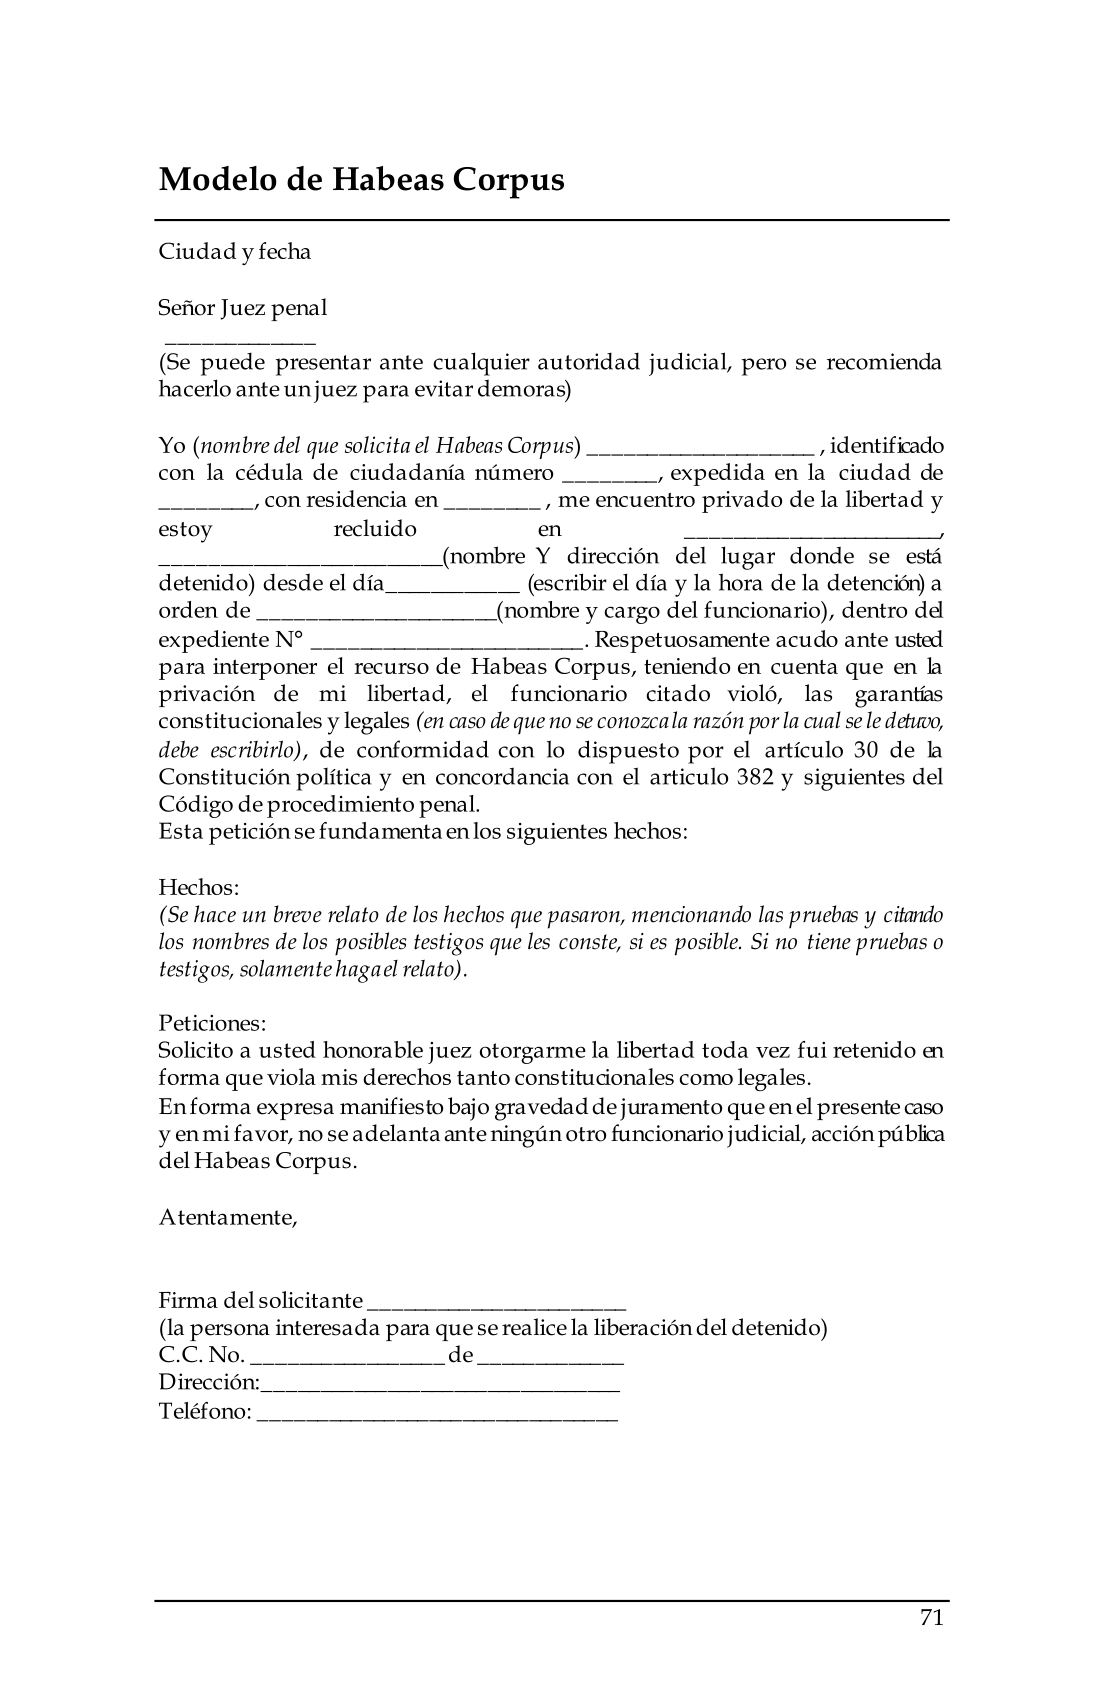 Modelo de Habeas Corpus
Ciudad y fecha
Señor Juez penal
_____________
(Se puede presentar ante cualquier autoridad judicial, pero se recomienda
hacerlo ante un juez para evitar demoras)
Yo (nombre del que solicita el Habeas Corpus) ___________________ , identificado
con la cédula de ciudadanía número ________, expedida en la ciudad de
________, con residencia en ________ , me encuentro privado de la libertad y
estoy recluido en _____________________,
_______________________(nombre Y dirección del lugar donde se está
detenido) desde el día___________ (escribir el día y la hora de la detención) a
orden de ____________________(nombre y cargo del funcionario), dentro del
expediente N° ______________________. Respetuosamente acudo ante usted
para interponer el recurso de Habeas Corpus, teniendo en cuenta que en la
privación de mi libertad, el funcionario citado violó, las garantías
constitucionales y legales (en caso de que no se conozca la razón por la cual se le detuvo,
debe escribirlo), de conformidad con lo dispuesto por el artículo 30 de la
Constitución política y en concordancia con el articulo 382 y siguientes del
Código de procedimiento penal.
Esta petición se fundamenta en los siguientes hechos:
Hechos:
(Se hace un breve relato de los hechos que pasaron, mencionando las pruebas y citando
los nombres de los posibles testigos que les conste, si es posible. Si no tiene pruebas o
testigos, solamente haga el relato).
Peticiones:
Solicito a usted honorable juez otorgarme la libertad toda vez fui retenido en
forma que viola mis derechos tanto constitucionales como legales.
En forma expresa manifiesto bajo gravedad de juramento que en el presente caso
y en mi favor, no se adelanta ante ningún otro funcionario judicial, acción pública
del Habeas Corpus.
Atentamente,
Firma del solicitante _____________________
(la persona interesada para que se realice la liberación del detenido)
C.C. No. ________________ de ____________
Dirección:_____________________________
Teléfono: _____________________________
71